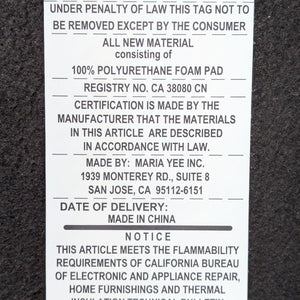 UNDER PENALTY OF LAW THIS TAG NOT TO
BE REMOVED EXCEPT BY THE CONSUMER
ALL NEW MATERIAL
consisting of
100% POLYURETHANE FOAM PAD
REGISTRY NO. CA 38080 CN
CERTIFICATION IS MADE BY THE
MANUFACTURER THAT THE MATERIALS
IN THIS ARTICLE ARE DESCRIBED
IN ACCORDANCE WITH LAW.
MADE BY: MARIA YEE INC.
1939 MONTEREY RD., SUITE 8
SAN JOSE, CA 95112-6151
DATE OF DELIVERY:
MADE IN CHINA
NOTICE
THIS ARTICLE MEETS THE FLAMMABILITY
REQUIREMENTS OF CALIFORNIA BUREAU
OF ELECTRONIC AND APPLIANCE REPAIR,
HOME FURNISHINGS AND THERMAL